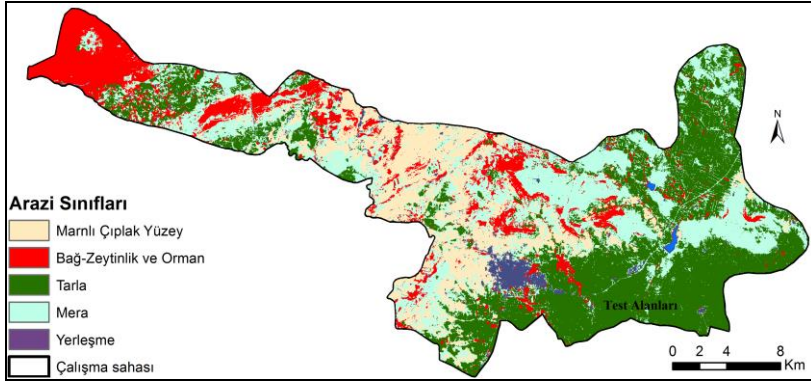 N
Arazi Sınıfları
Marnlı Çıplak Yüzey
Bağ-Zeytinlik ve Orman
Tarla
Mera
Yerleşme
Çalışma sahası
Test Alanları
0 2 4 8
Km